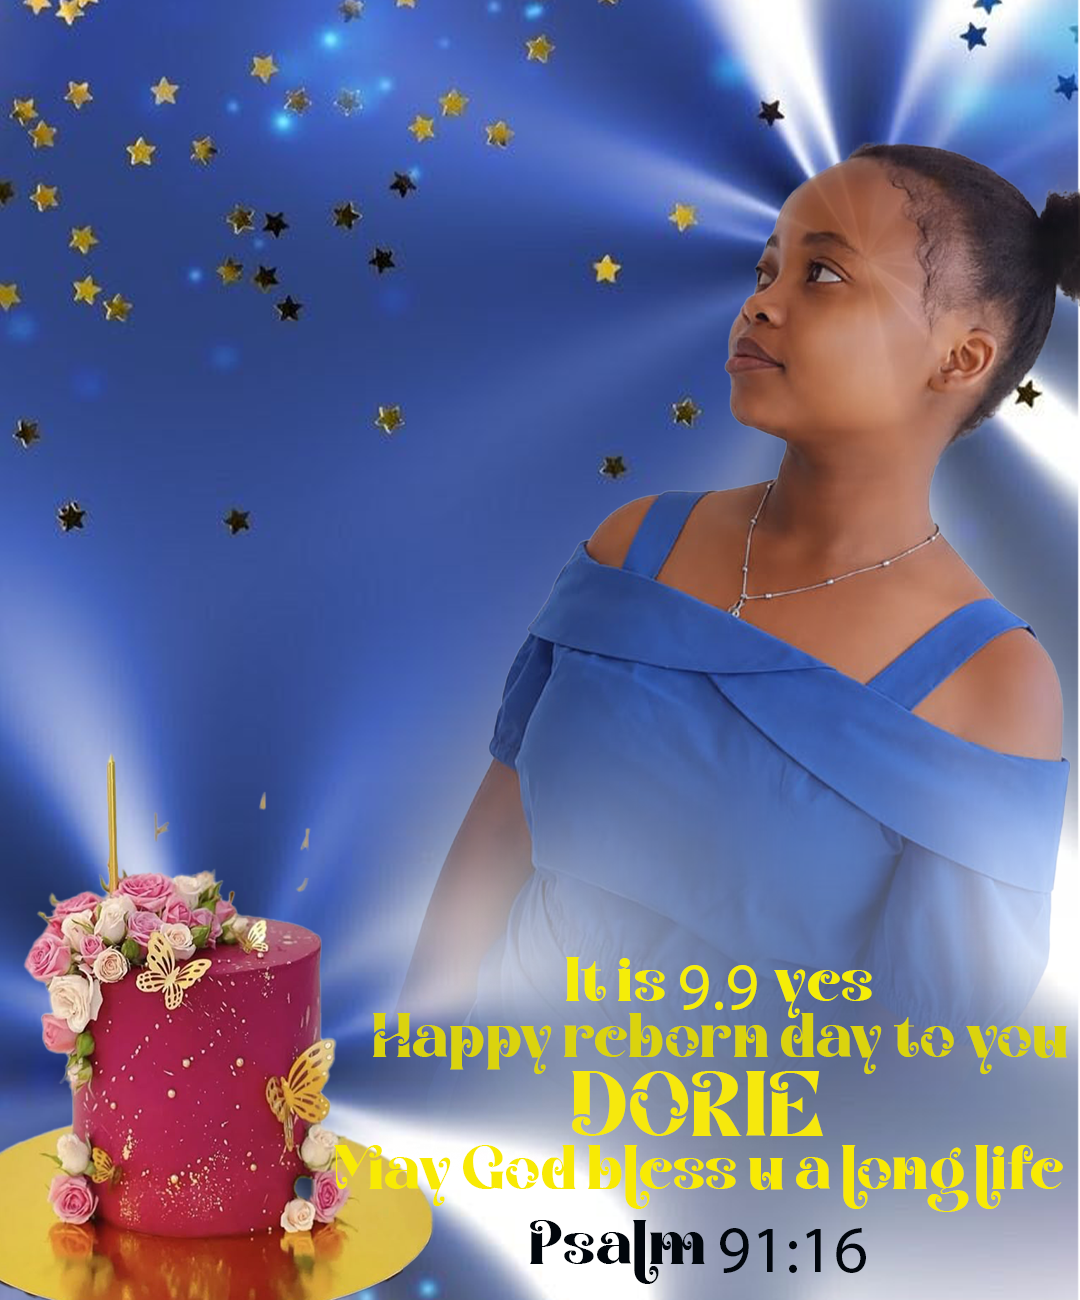 It is 9.9 yes
Happy reborn day to you
DORIE
May God bless u a long life
Psalm 91:16